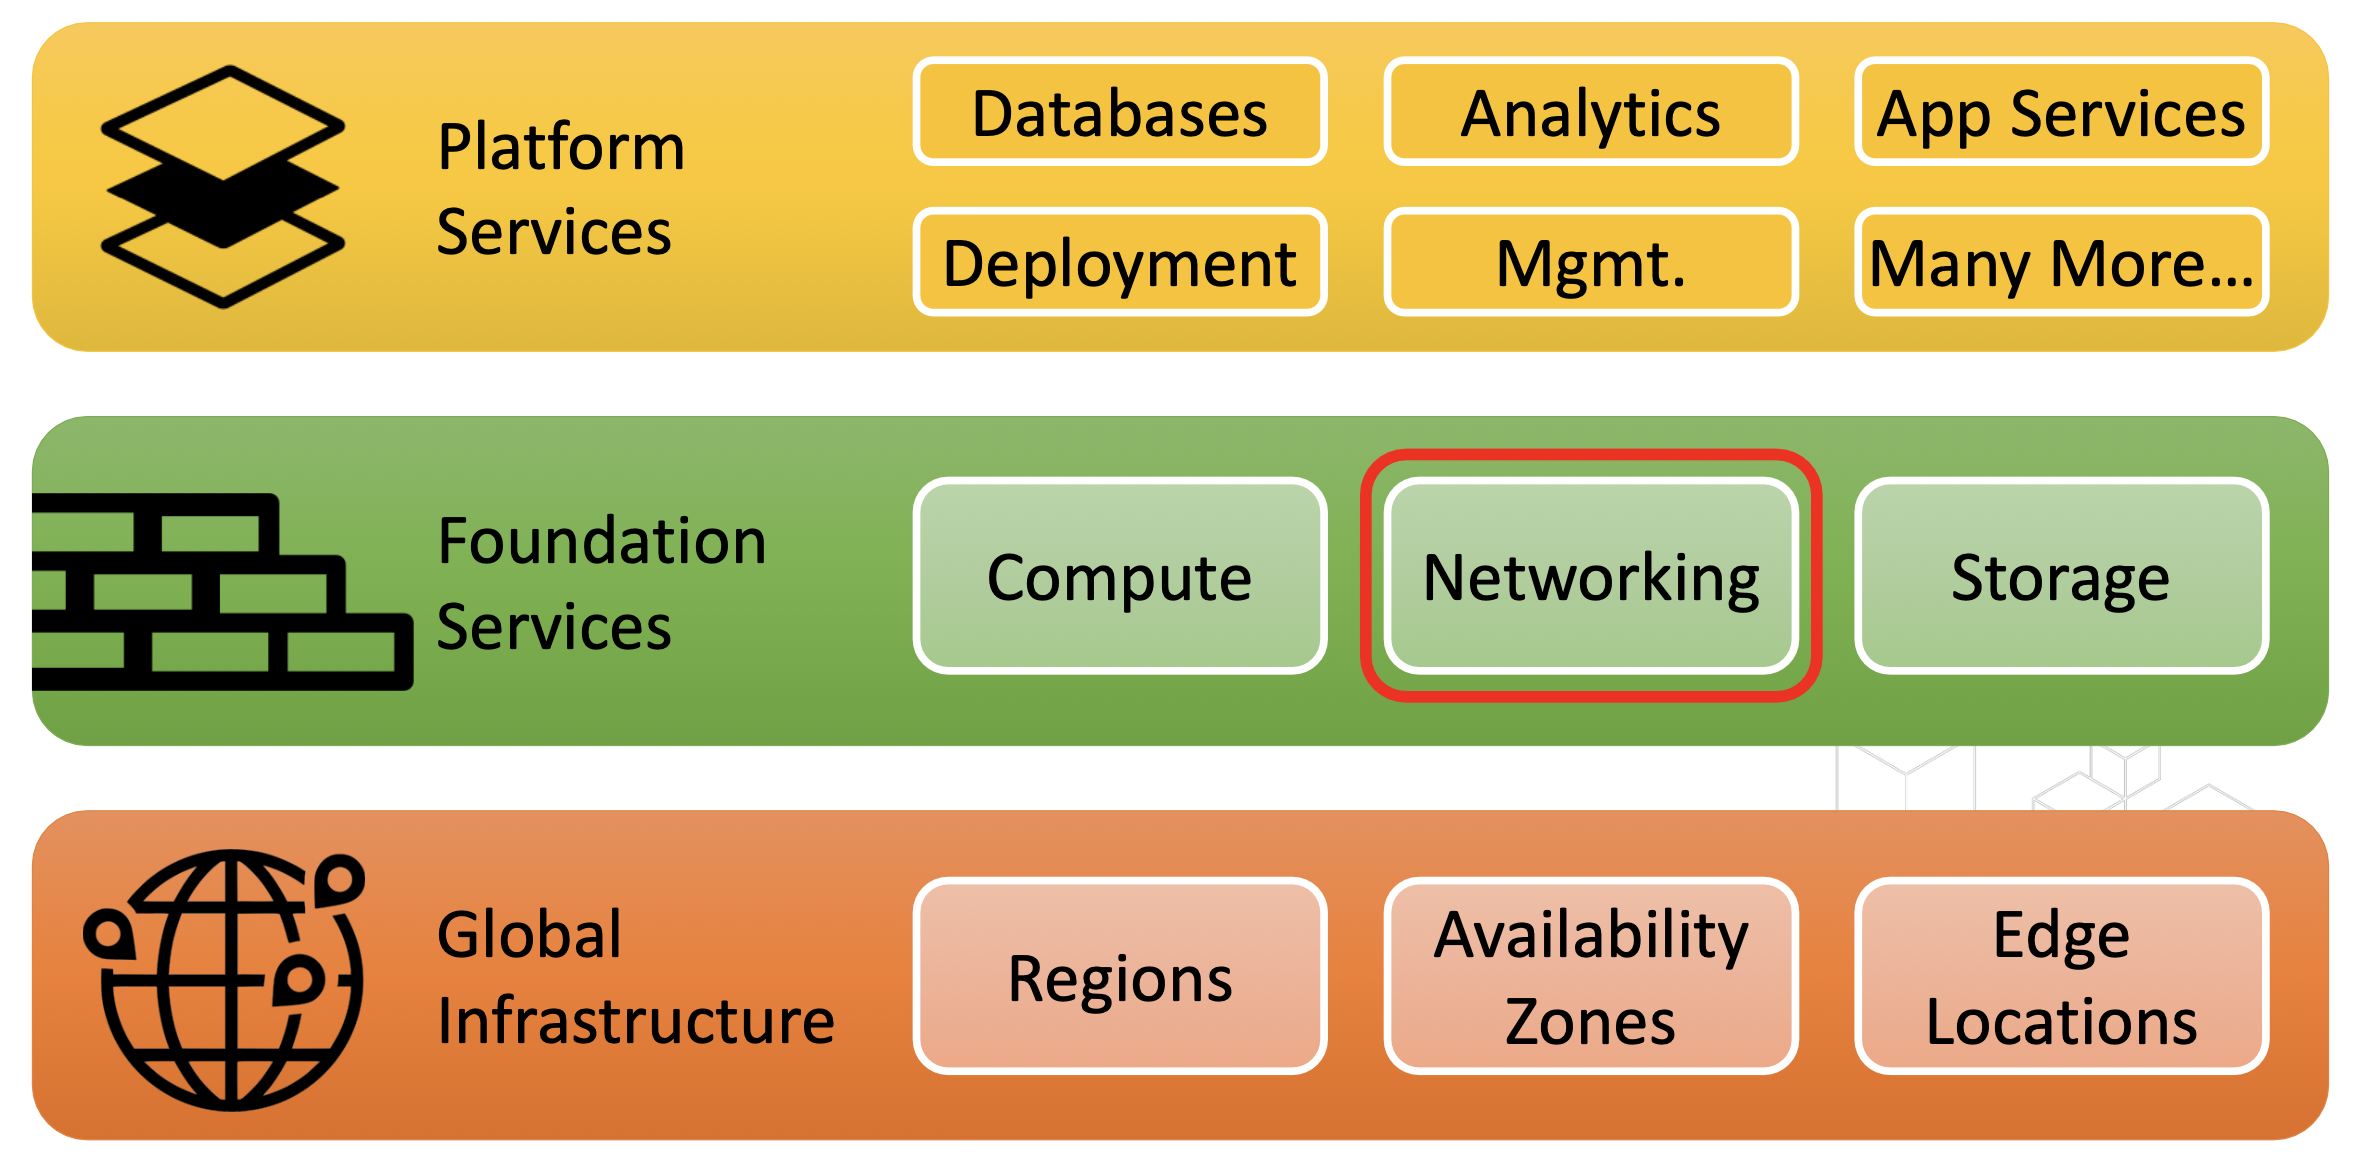 Platform
Services
Databases
Analytics
App Services
Deployment
Mgmt.
Many More...
Foundation
Services
Compute
Networking
Storage
Global
Infrastructure
Regions
Availability
Zones
Edge
Locations